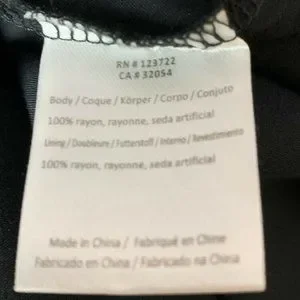 RN # 123722
CA # 32054
Body / Coque / Körper / Corpo / Conjuto
100% rayon, rayonne, seda artificial
Lining / Doubleum / Futterstoff / Interno / Revestimiento
100% rayon, rayonne, seda artificial
Made in China / Fabriqué en Chine
Fabricado en China / Fabricado na China